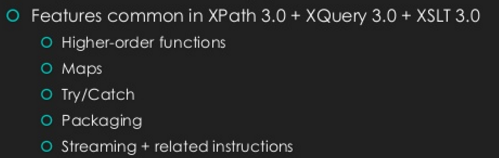 Features common in XPath 3.0 + XQuery 3.0 + XSLT 3.0
Higher-order functions
Maps
Try/Catch
Packaging
Streaming + related instructions